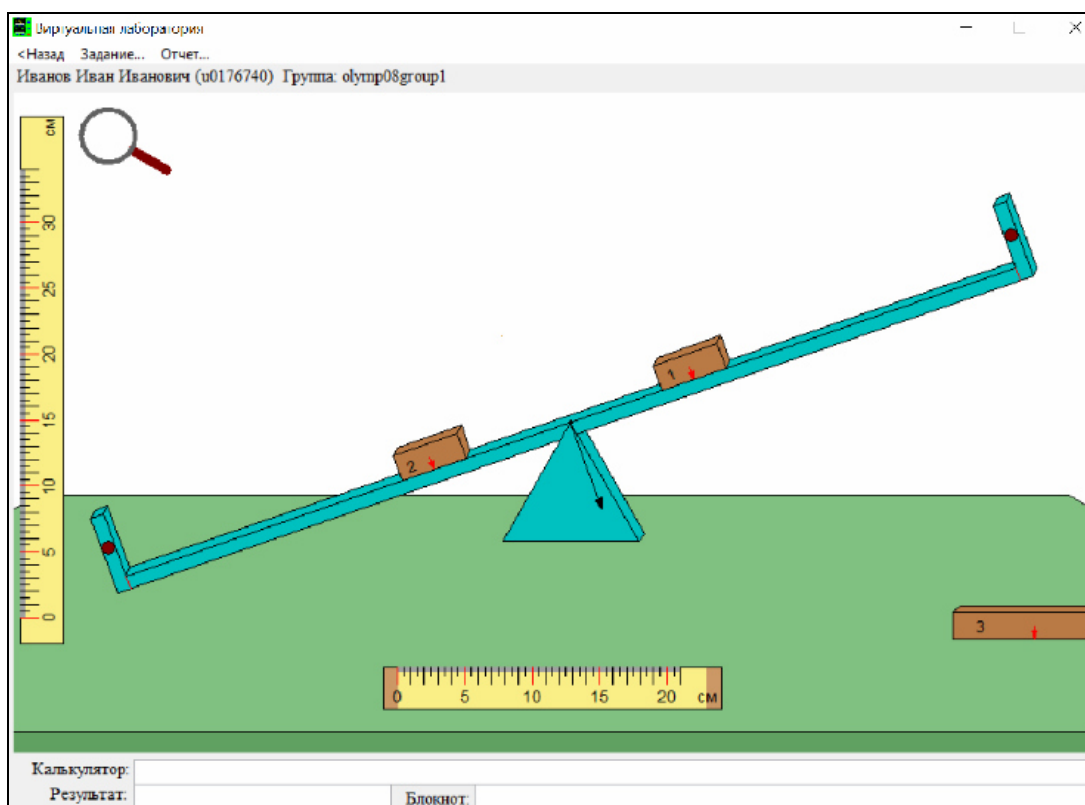 Виртуальная лаборатория
<Назад Задание... Отчет...
Иванов Иван Иванович (u0176740) Группа: olymp08group1
см
30
25
20
15
10
5
0
1
2
3
0 5 10 15 20 см
Калькулятор:
Результат: Блокнот: